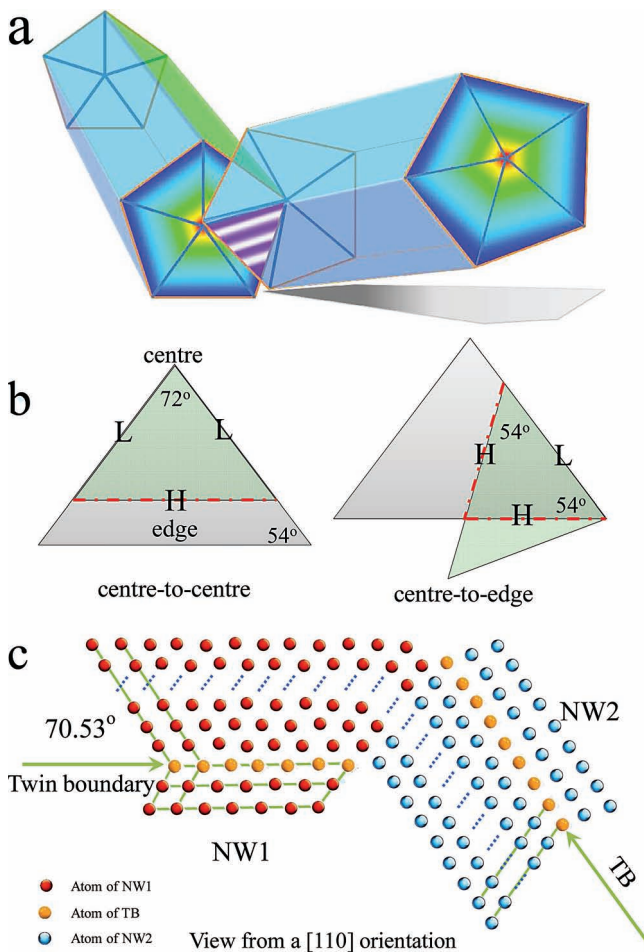 a
b
centre
72°
L
L
H
edge
54°
centre-to-centre
54°
H
L
54°
H
centre-to-edge
c
70.53°
Twin boundary
NW1
NW2
TB
Atom of NW1
Atom of TB
Atom of NW2
View from a [110] orientation